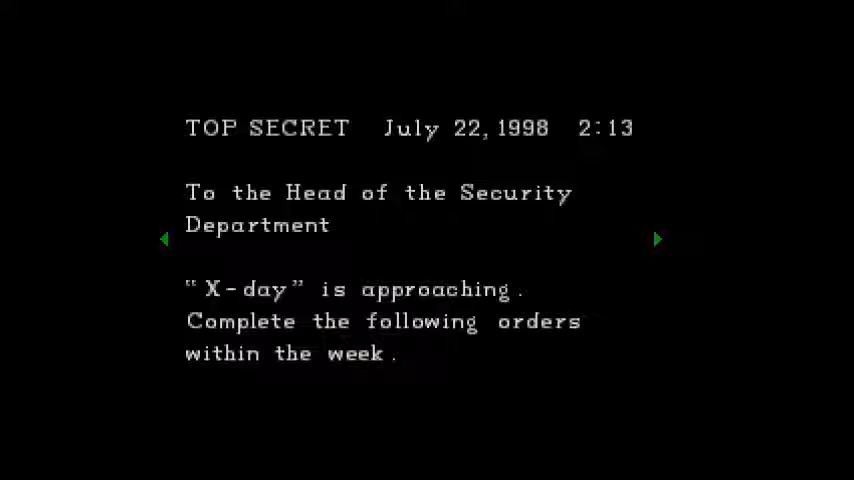 TOP SECRET July 22, 1998 2:13
To the Head of the Security
Department
"X-day" is approaching.
Complete the following orders
within the week.